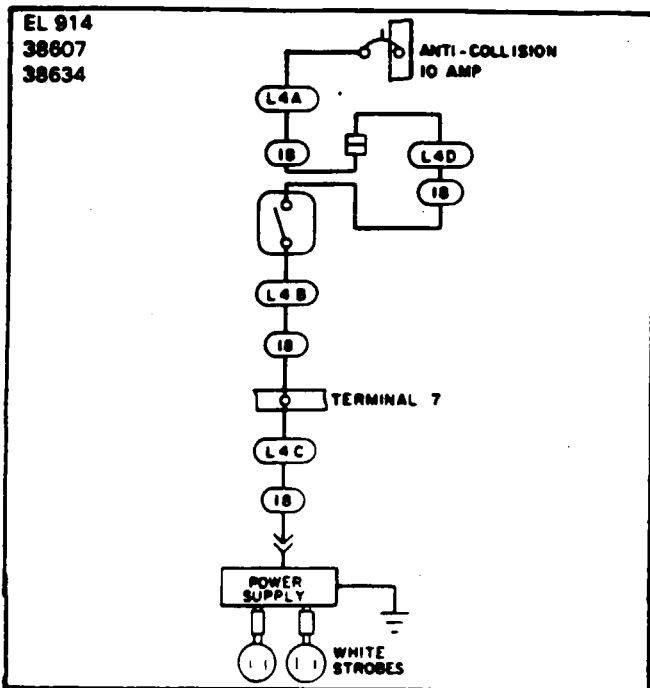 EL 914
38607
38634
ANTI-COLLISION
10 AMP
L4A
18
L4D
18
L4B
18
TERMINAL 7
L4C
18
POWER
SUPPLY
WHITE
STROBES